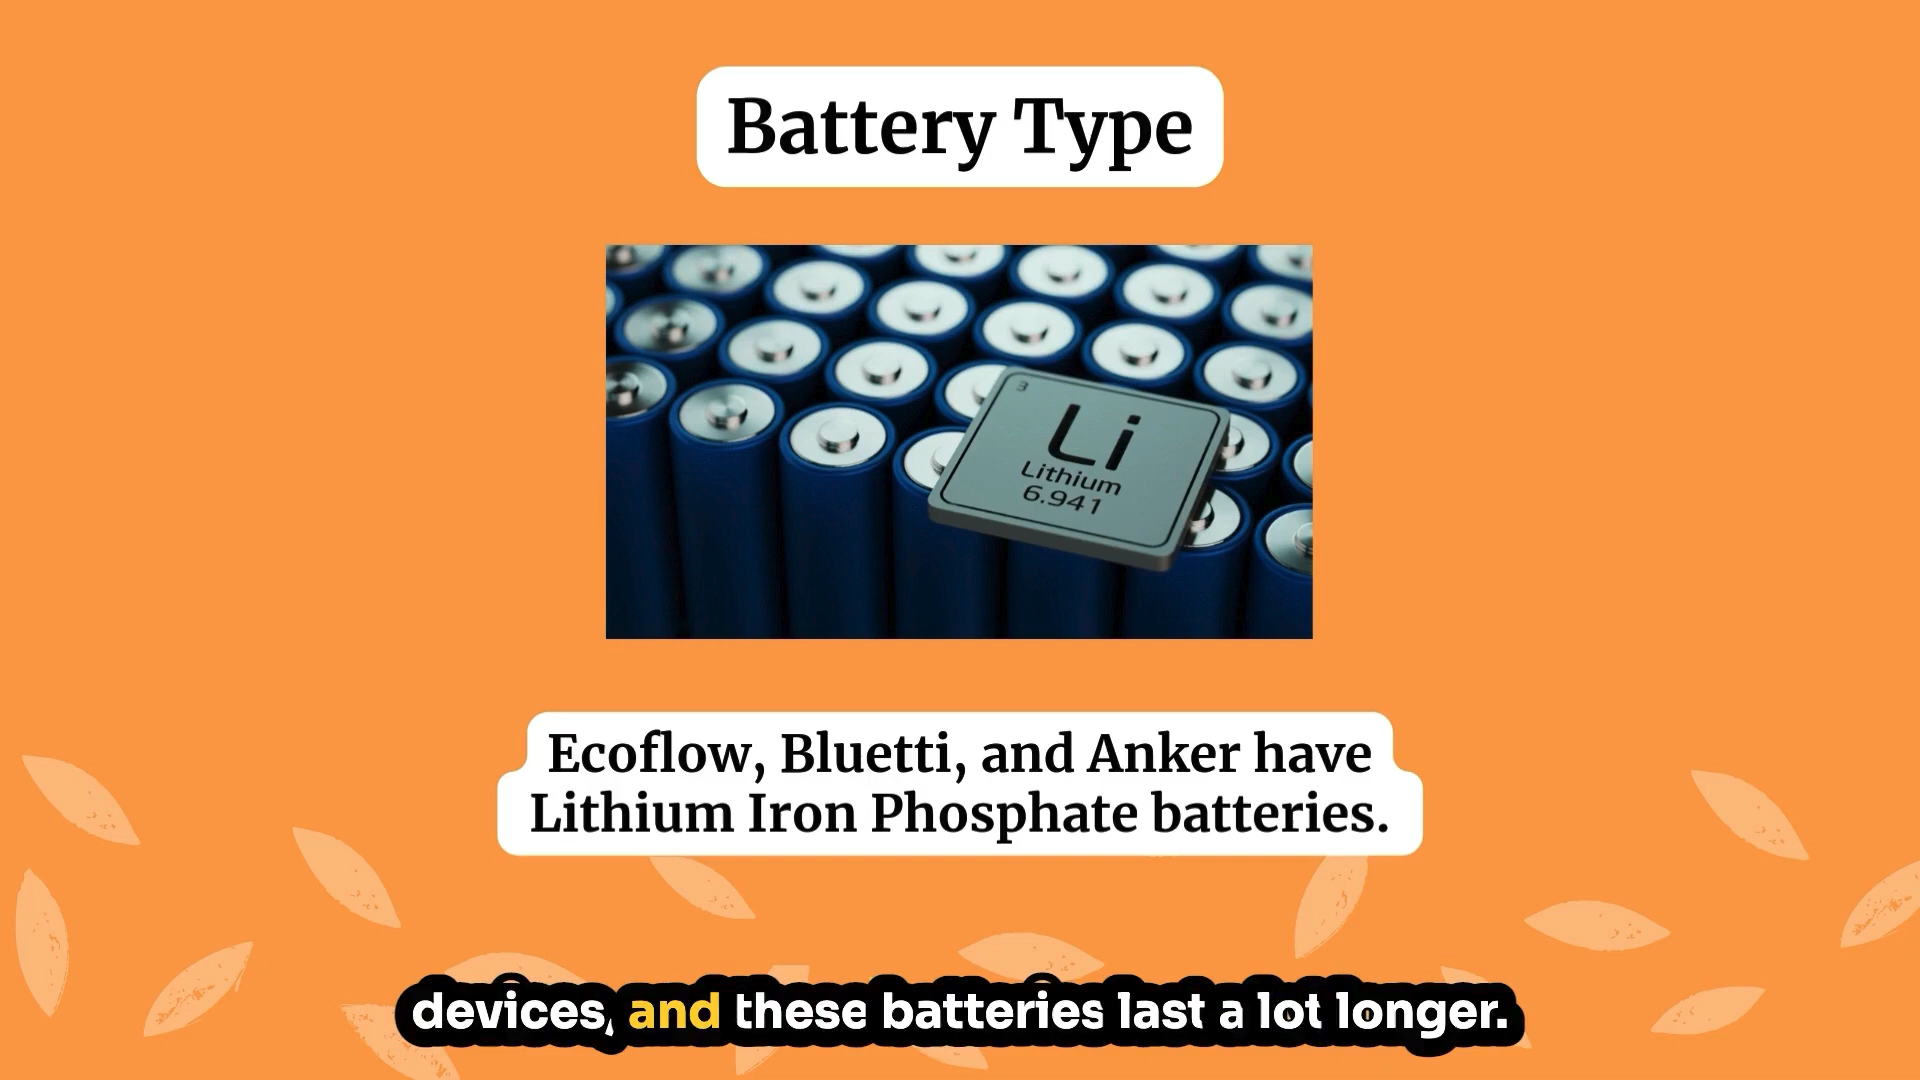 Battery Type
3
Li
Lithium
6.941
Ecoflow, Bluetti, and Anker have
Lithium Iron Phosphate batteries.
devices, and these batteries last a lot longer.